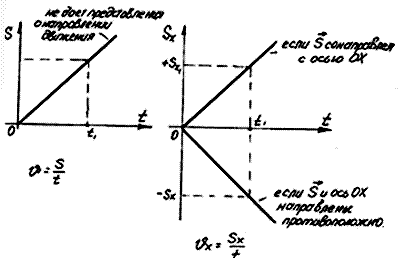 не дает представления
о направлении
движения
S
t
0
t₁
υ = S/t
Sx
+Sx₁
если S⃗ сонаправлен
с осью OX
0
t₁
t
-Sx
если S⃗ и ось OX
направлены
противоположно.
υx = Sx/t